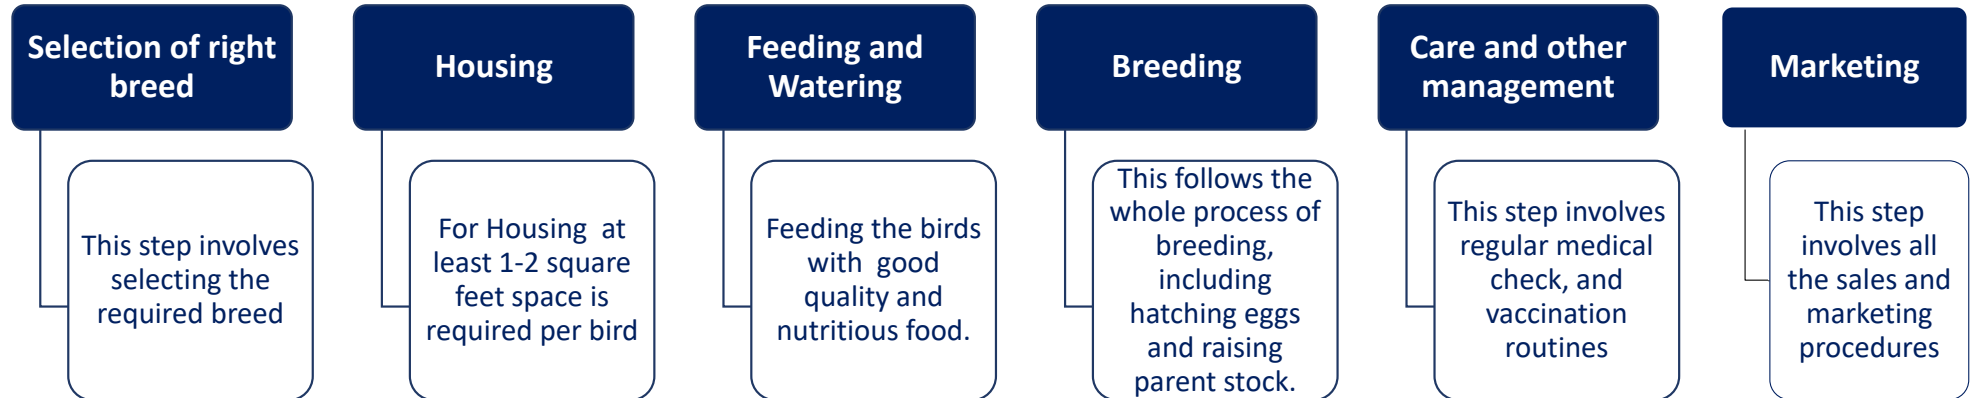 Selection of right
breed
This step involves
selecting the
required breed
Housing
For Housing at
least 1-2 square
feet space is
required per bird
Feeding and
Watering
Feeding the birds
with good
quality and
nutritious food.
Breeding
This follows the
whole process of
breeding,
including
hatching eggs
and raising
parent stock.
Care and other
management
This step involves
regular medical
check, and
vaccination
routines
Marketing
This step
involves all
the sales and
marketing
procedures